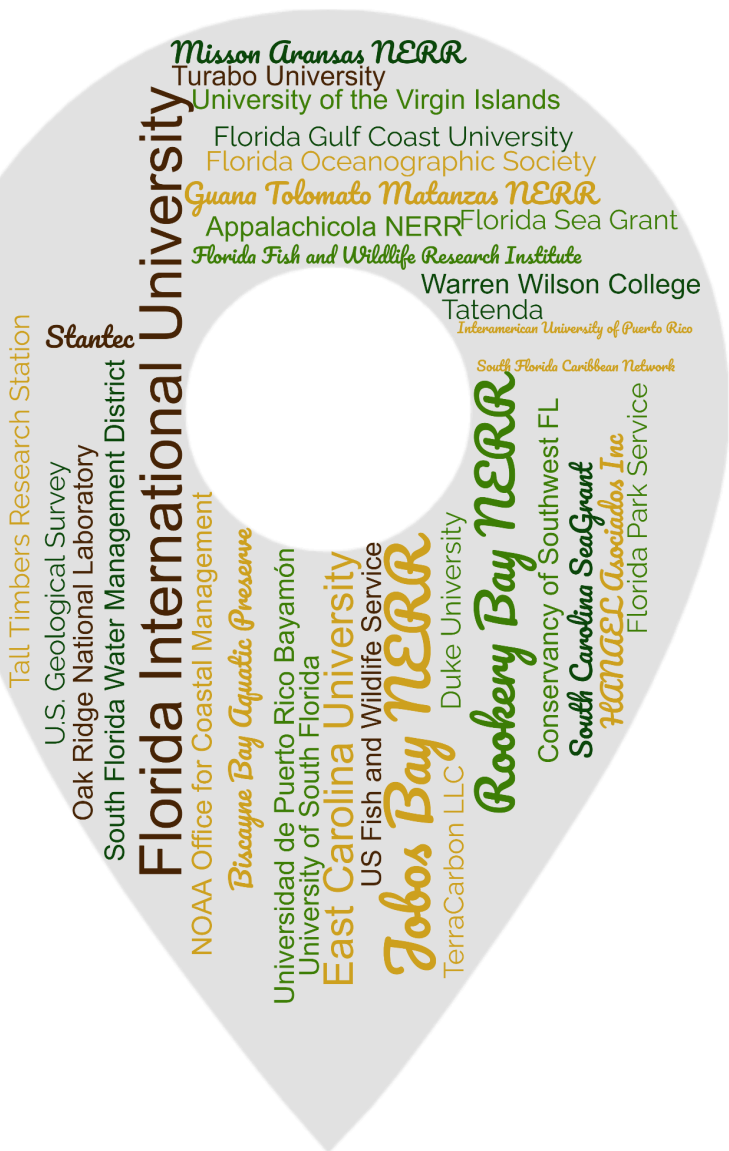 Misson Aransas NERR
Turabo University
University of the Virgin Islands
Florida Gulf Coast University
Florida Oceanographic Society
Guana Tolomato Matanzas NERR
Appalachicola NERR
Florida Sea Grant
Florida Fish and Wildlife Research Institute
Warren Wilson College
Tatenda
Interamerican University of Puerto Rico
South Florida Caribbean Network
Stantec
Tall Timbers Research Station
U.S. Geological Survey
Oak Ridge National Laboratory
South Florida Water Management District
Florida International University
NOAA Office for Coastal Management
Biscayne Bay Aquatic Preserve
Universidad de Puerto Rico Bayamón
University of South Florida
East Carolina University
US Fish and Wildlife Service
Jobos Bay NERR
Duke University
TerraCarbon LLC
Rookery Bay NERR
Conservancy of Southwest FL
South Carolina SeaGrant
HANAEL Asociados Inc
Florida Park Service